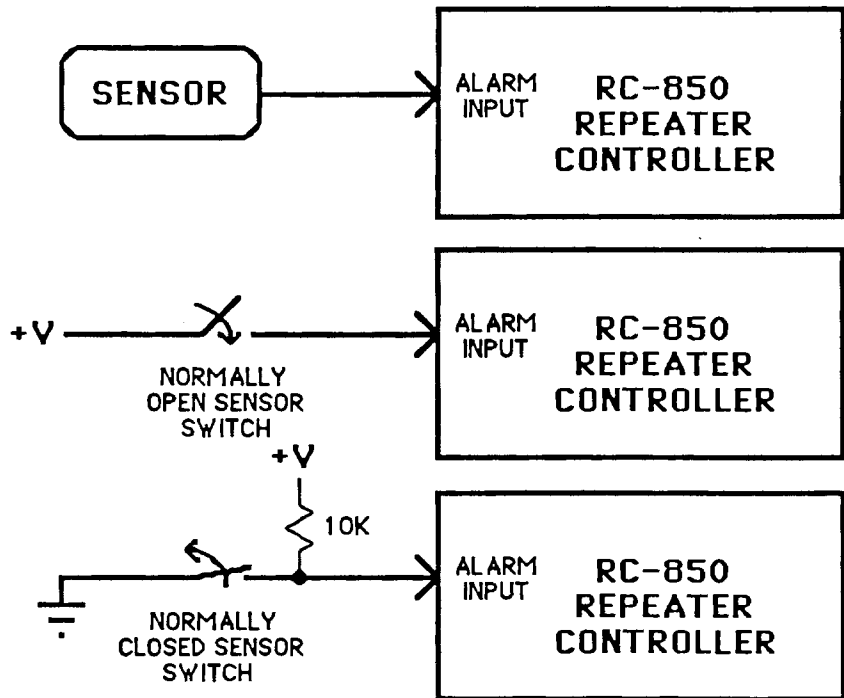 SENSOR
ALARM
INPUT
RC-850
REPEATER
CONTROLLER
+V
NORMALLY
OPEN SENSOR
SWITCH
ALARM
INPUT
RC-850
REPEATER
CONTROLLER
+V
10K
NORMALLY
CLOSED SENSOR
SWITCH
ALARM
INPUT
RC-850
REPEATER
CONTROLLER